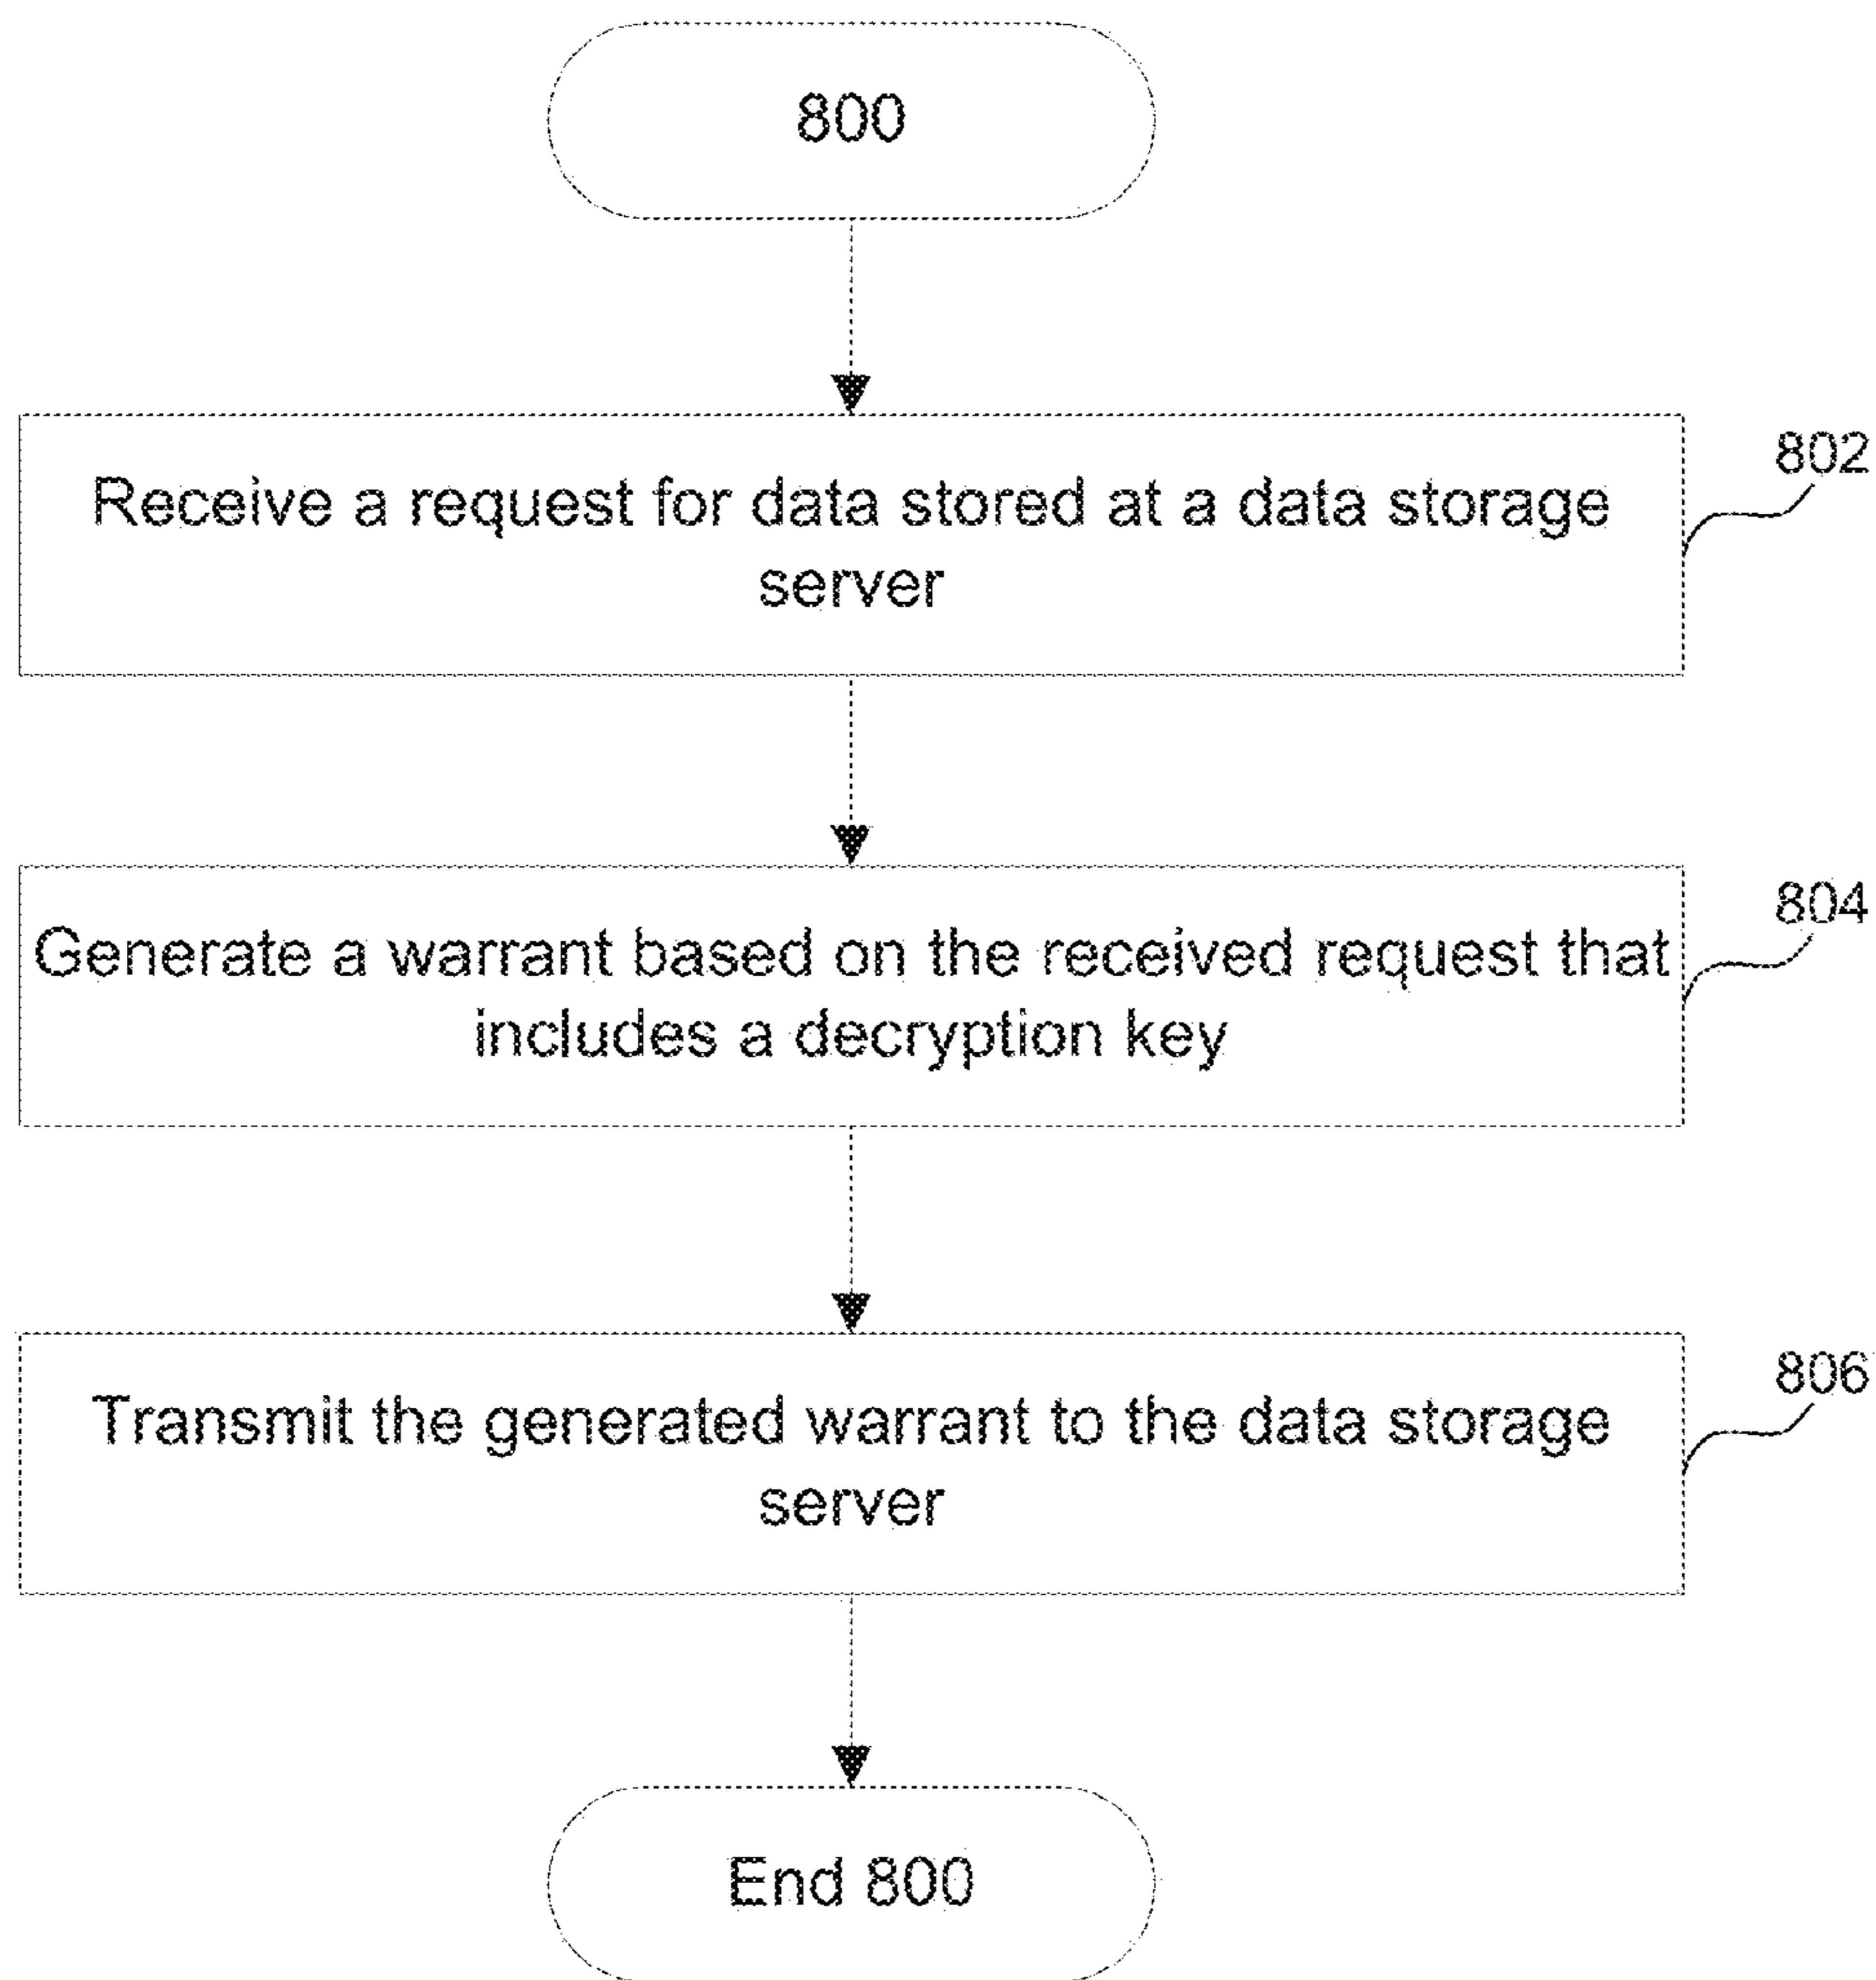 800
802
Receive a request for data stored at a data storage
server
804
Generate a warrant based on the received request that
includes a decryption key
806
Transmit the generated warrant to the data storage
server
End 800